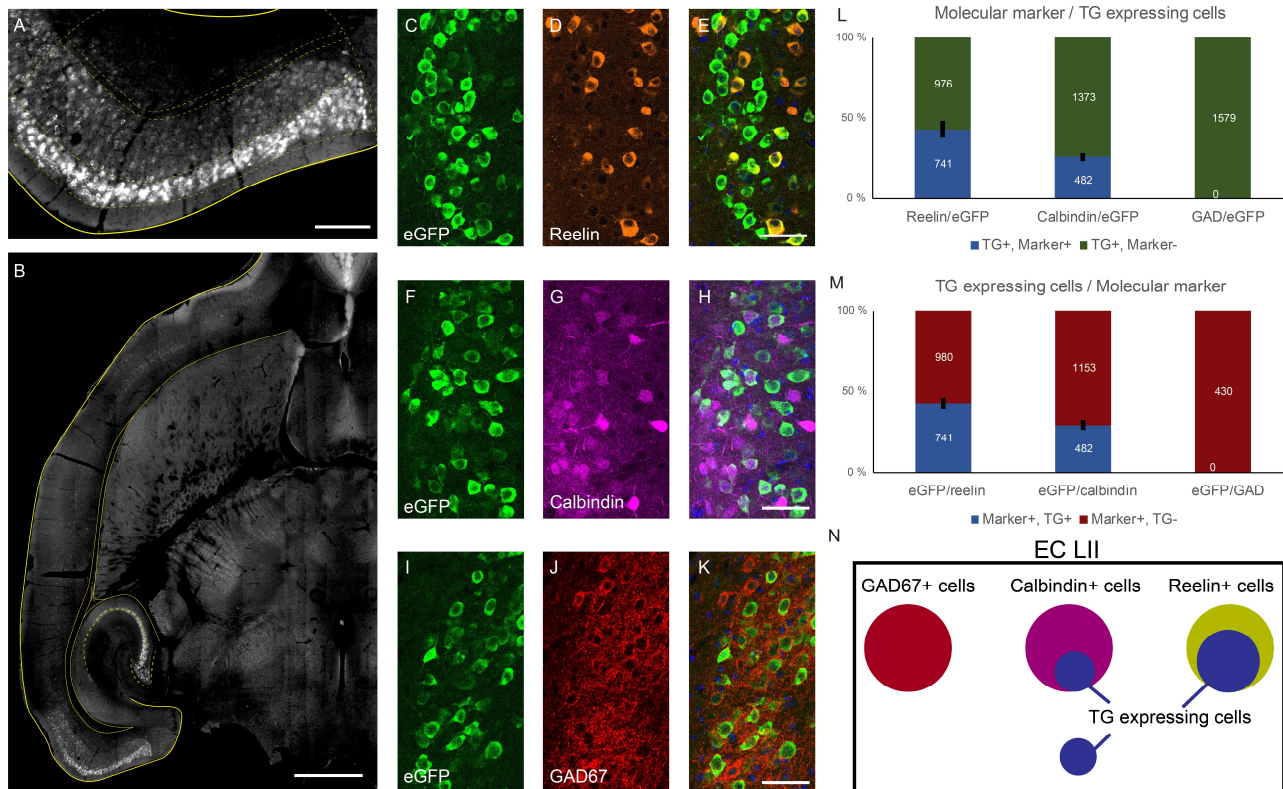 A
B
C
eGFP
D
Reelin
E
F
eGFP
G
Calbindin
H
I
eGFP
J
GAD67
K
L
Molecular marker / TG expressing cells
100 %
50 %
0 %
976
741
1373
482
1579
0
Reelin/eGFP
Calbindin/eGFP
GAD/eGFP
TG+, Marker+
TG+, Marker-
M
TG expressing cells / Molecular marker
100 %
50 %
0 %
980
741
1153
482
430
0
eGFP/reelin
eGFP/calbindin
eGFP/GAD
Marker+, TG+
Marker+, TG-
N
EC LII
GAD67+ cells
Calbindin+ cells
Reelin+ cells
TG expressing cells